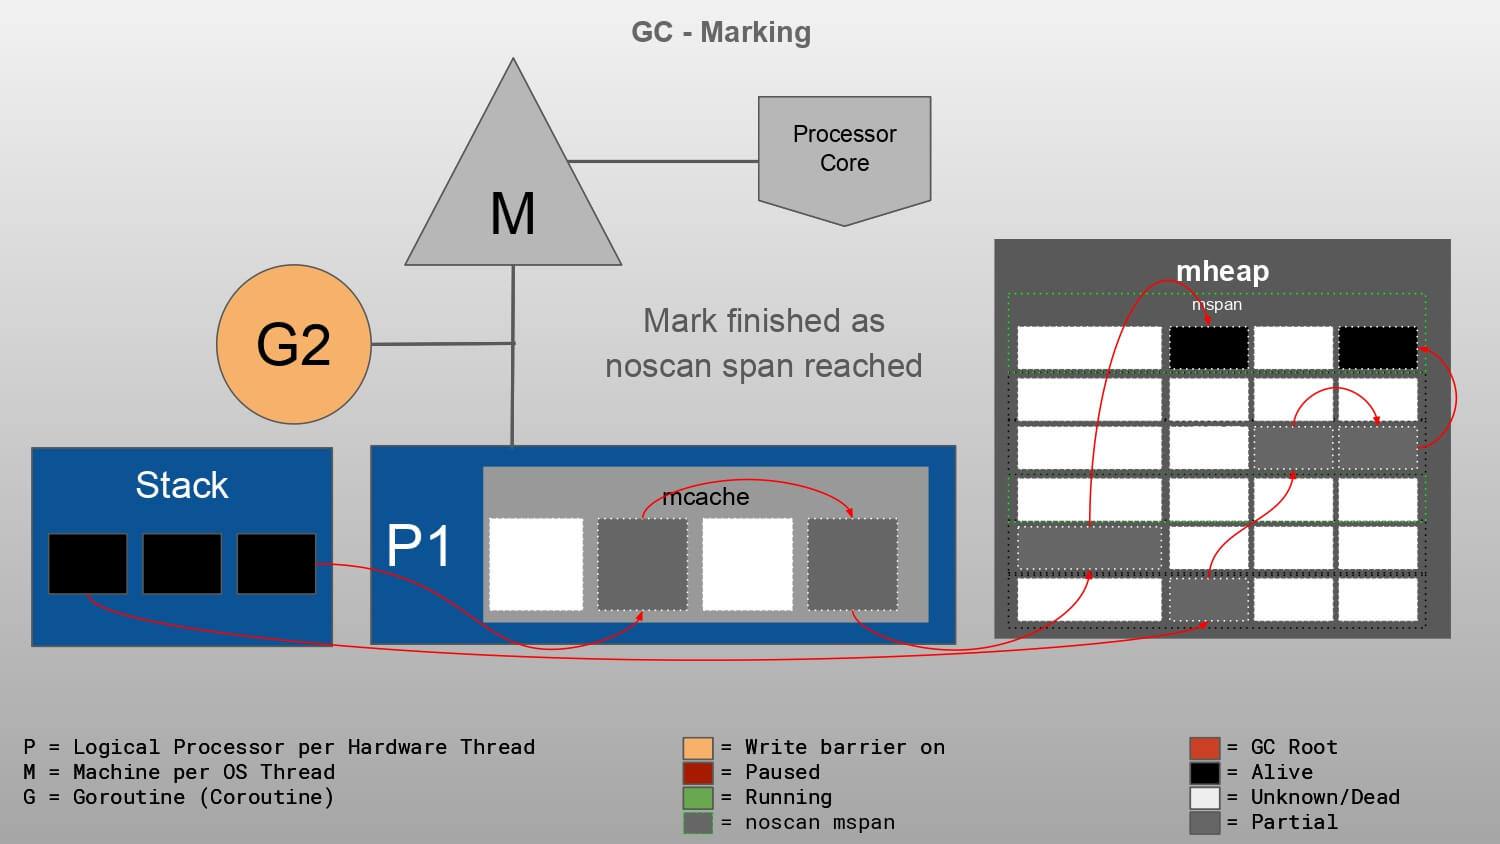 GC - Marking
Processor
Core
M
mheap
mspan
G2
Mark finished as
noscan span reached
Stack
mcache
P1
P = Logical Processor per Hardware Thread
M = Machine per OS Thread
G = Goroutine (Coroutine)
= Write barrier on
= Paused
= Running
= noscan mspan
= GC Root
= Alive
= Unknown/Dead
= Partial